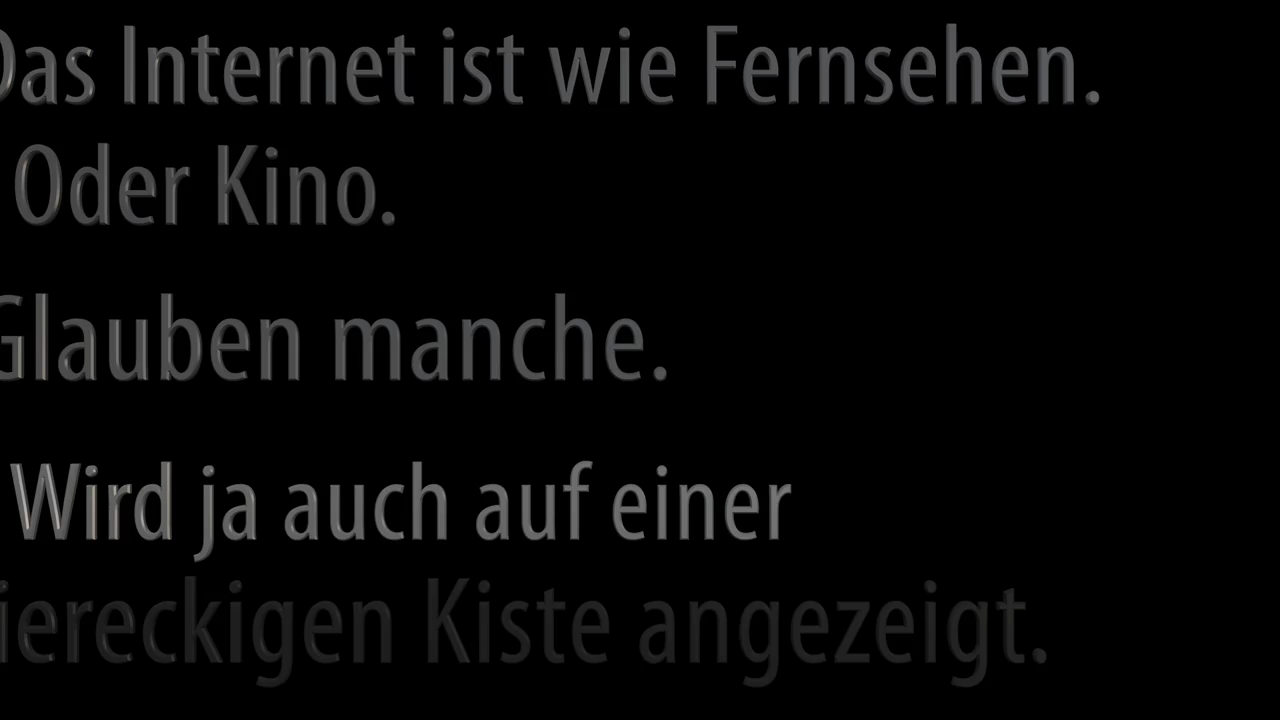 Das Internet ist wie Fernsehen.
Oder Kino.
Glauben manche.
Wird ja auch auf einer
iereckigen Kiste angezeigt.